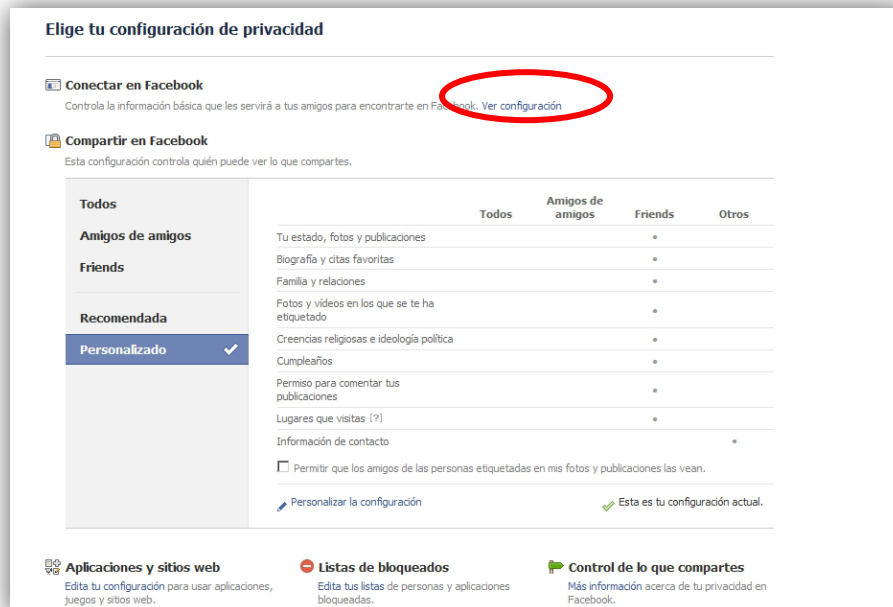 Elige tu configuración de privacidad
Conectar en Facebook
Controla la información básica que les servirá a tus amigos para encontrarte en Facebook. Ver configuración
Compartir en Facebook
Esta configuración controla quién puede ver lo que compartes.
Todos
Amigos de amigos
Friends
Recomendada
Personalizado
Todos Amigos de amigos Friends Otros
Tu estado, fotos y publicaciones
Biografía y citas favoritas
Familia y relaciones
Fotos y vídeos en los que se te ha
etiquetado
Creencias religiosas e ideología política
Cumpleaños
Permiso para comentar tus
publicaciones
Lugares que visitas [?]
Información de contacto
Permitir que los amigos de las personas etiquetadas en mis fotos y publicaciones las vean.
Personalizar la configuración
Esta es tu configuración actual.
Aplicaciones y sitios web
Edita tu configuración para usar aplicaciones,
juegos y sitios web.
Listas de bloqueados
Edita tus listas de personas y aplicaciones
bloqueadas.
Control de lo que compartes
Más información acerca de tu privacidad en
Facebook.